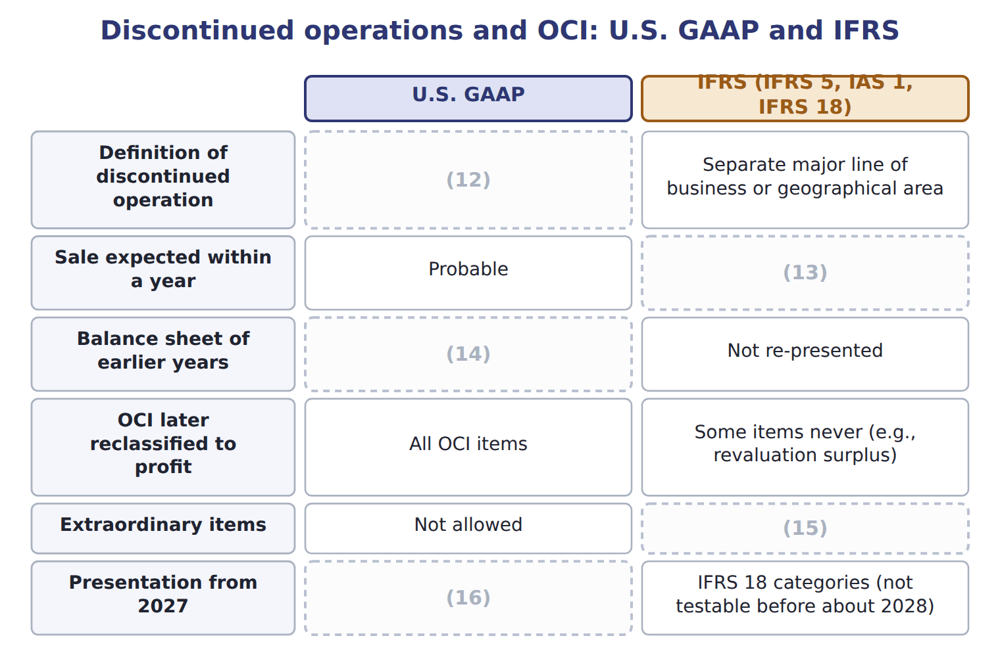 Discontinued operations and OCI: U.S. GAAP and IFRS
U.S. GAAP
IFRS (IFRS 5, IAS 1,
IFRS 18)
Definition of
discontinued
operation
(12)
Separate major line of
business or geographical area
Sale expected within
a year
Probable
(13)
Balance sheet of
earlier years
(14)
Not re-presented
OCI later
reclassified to
profit
All OCI items
Some items never (e.g.,
revaluation surplus)
Extraordinary items
Not allowed
(15)
Presentation from
2027
(16)
IFRS 18 categories (not
testable before about 2028)